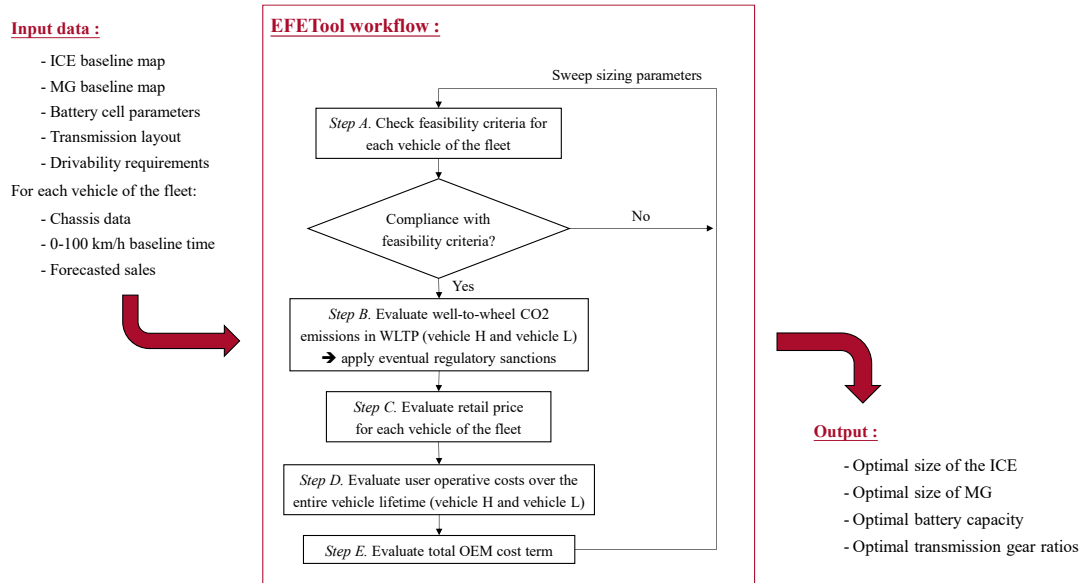 Input data :
- ICE baseline map
- MG baseline map
- Battery cell parameters
- Transmission layout
- Drivability requirements
For each vehicle of the fleet:
- Chassis data
- 0-100 km/h baseline time
- Forecasted sales
EFETool workflow :
Sweep sizing parameters
Step A. Check feasibility criteria for
each vehicle of the fleet
Compliance with
feasibility criteria?
No
Yes
Step B. Evaluate well-to-wheel CO2
emissions in WLTP (vehicle H and vehicle L)
➔ apply eventual regulatory sanctions
Step C. Evaluate retail price
for each vehicle of the fleet
Step D. Evaluate user operative costs over the
entire vehicle lifetime (vehicle H and vehicle L)
Step E. Evaluate total OEM cost term
Output :
- Optimal size of the ICE
- Optimal size of MG
- Optimal battery capacity
- Optimal transmission gear ratios